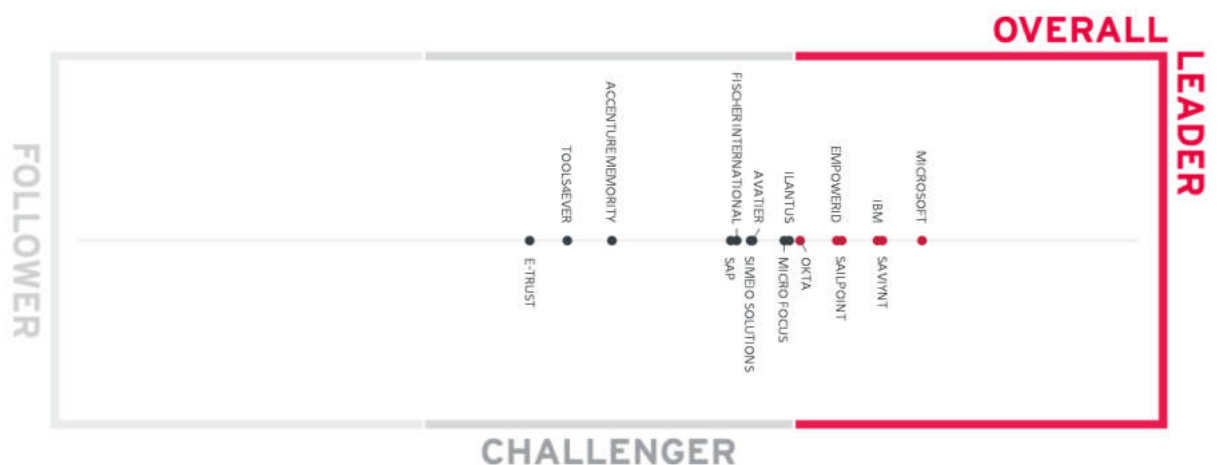 OVERALL
LEADER
FOLLOWER
CHALLENGER
E-TRUST
TOOLS4EVER
ACCENTURE MEMORITY
SAP
FISCHER INTERNATIONAL
SIMEIO SOLUTIONS
AVATIER
MICRO FOCUS
ILANTUS
OKTA
EMPOWERID
SAILPOINT
IBM
SAVIYNT
MICROSOFT